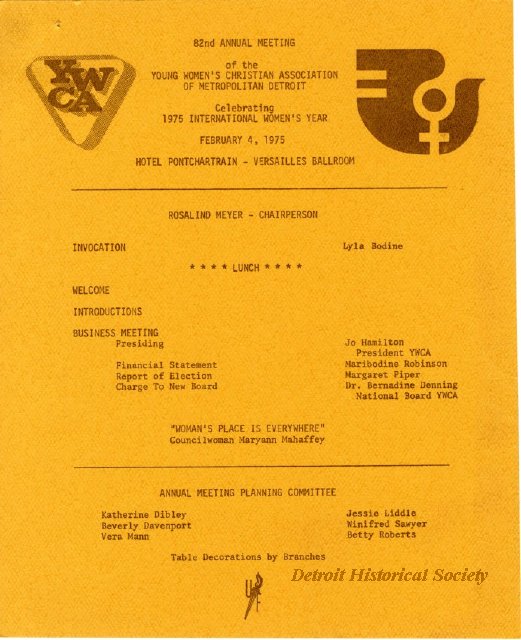 YWCA
82nd ANNUAL MEETING
of the
YOUNG WOMEN'S CHRISTIAN ASSOCIATION
OF METROPOLITAN DETROIT
Celebrating
1975 INTERNATIONAL WOMEN'S YEAR
FEBRUARY 4, 1975
HOTEL PONTCHARTRAIN - VERSAILLES BALLROOM
ROSALIND MEYER - CHAIRPERSON
INVOCATION Lyla Bodine
* * * * LUNCH * * * *
WELCOME
INTRODUCTIONS
BUSINESS MEETING
Presiding Jo Hamilton
President YWCA
Financial Statement Maribodine Robinson
Report of Election Margaret Piper
Charge To New Board Dr. Bernadine Denning
National Board YWCA
"WOMAN'S PLACE IS EVERYWHERE"
Councilwoman Maryann Mahaffey
ANNUAL MEETING PLANNING COMMITTEE
Katherine Dibley Jessie Liddle
Beverly Davenport Winifred Sawyer
Vera Mann Betty Roberts
Table Decorations by Branches
UF
Detroit Historical Society